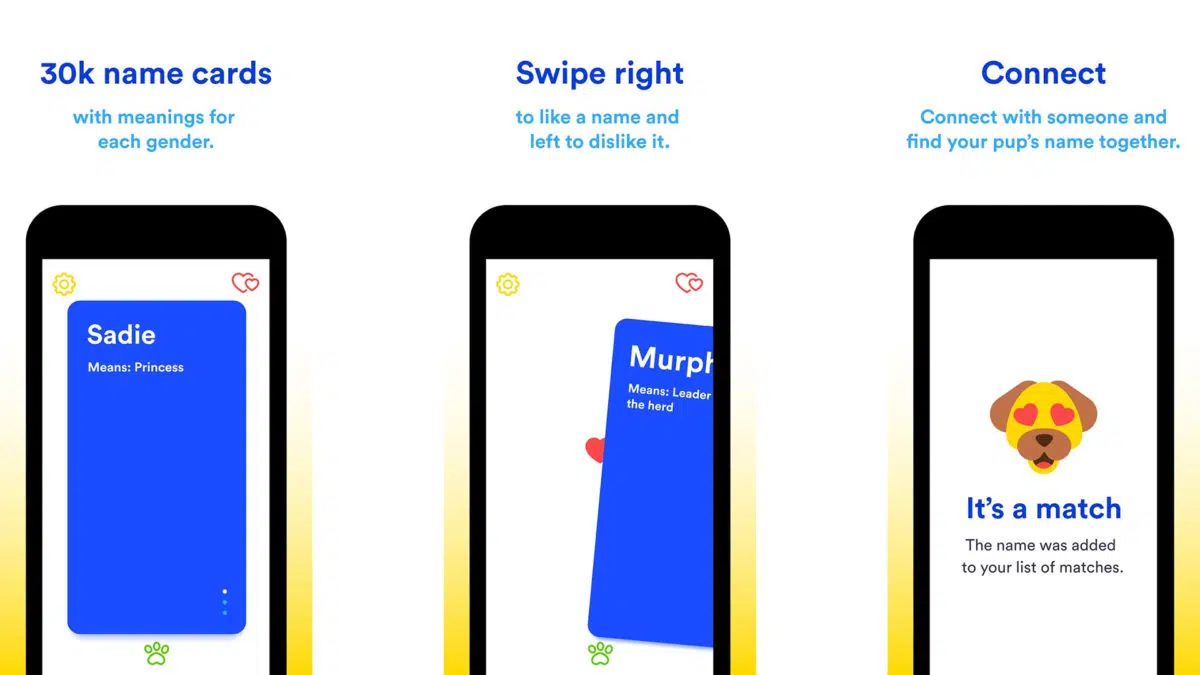 30k name cards
with meanings for
each gender.
Sadie
Means: Princess
Swipe right
to like a name and
left to dislike it.
Murph
Means: Leader
the herd
Connect
Connect with someone and
find your pup's name together.
It's a match
The name was added
to your list of matches.